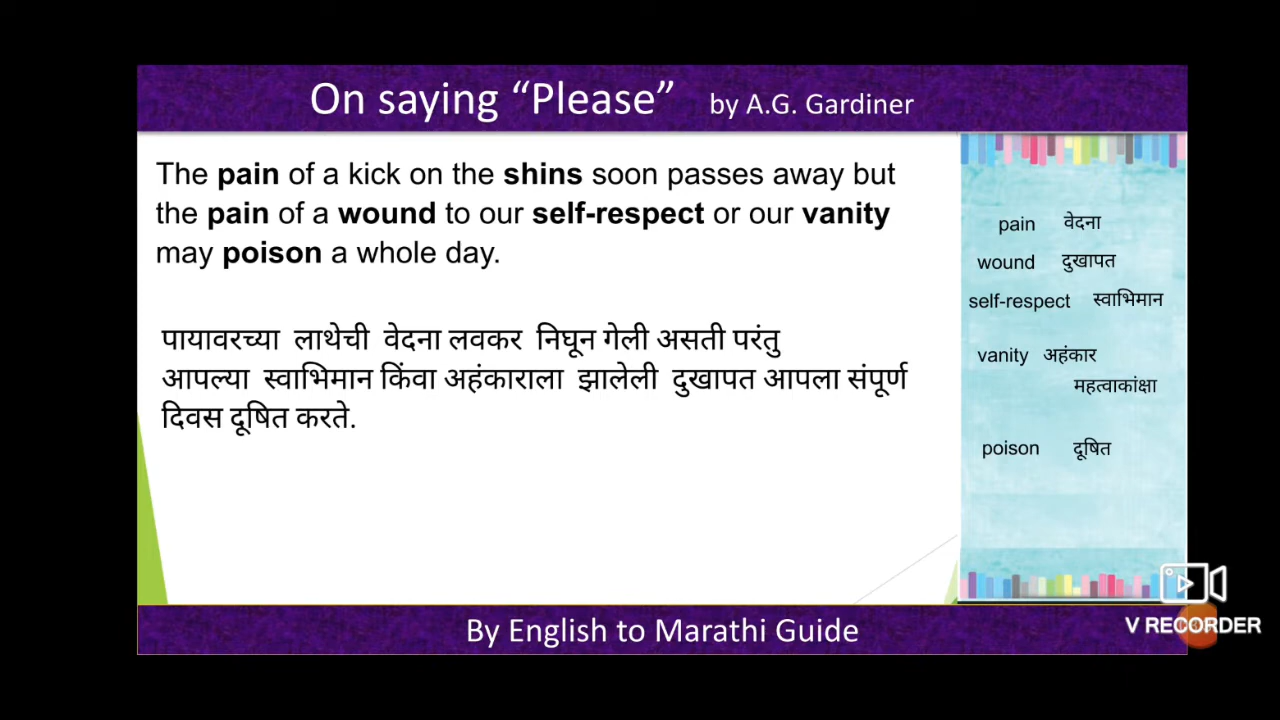 On saying “Please” by A.G. Gardiner
The pain of a kick on the shins soon passes away but
the pain of a wound to our self-respect or our vanity
may poison a whole day.
पायावरच्या लाथेची वेदना लवकर निघून गेली असती परंतु
आपल्या स्वाभिमान किंवा अहंकाराला झालेली दुखापत आपला संपूर्ण
दिवस दूषित करते.
pain वेदना
wound दुखापत
self-respect स्वाभिमान
vanity अहंकार
महत्वाकांक्षा
poison दूषित
By English to Marathi Guide
V RECORDER